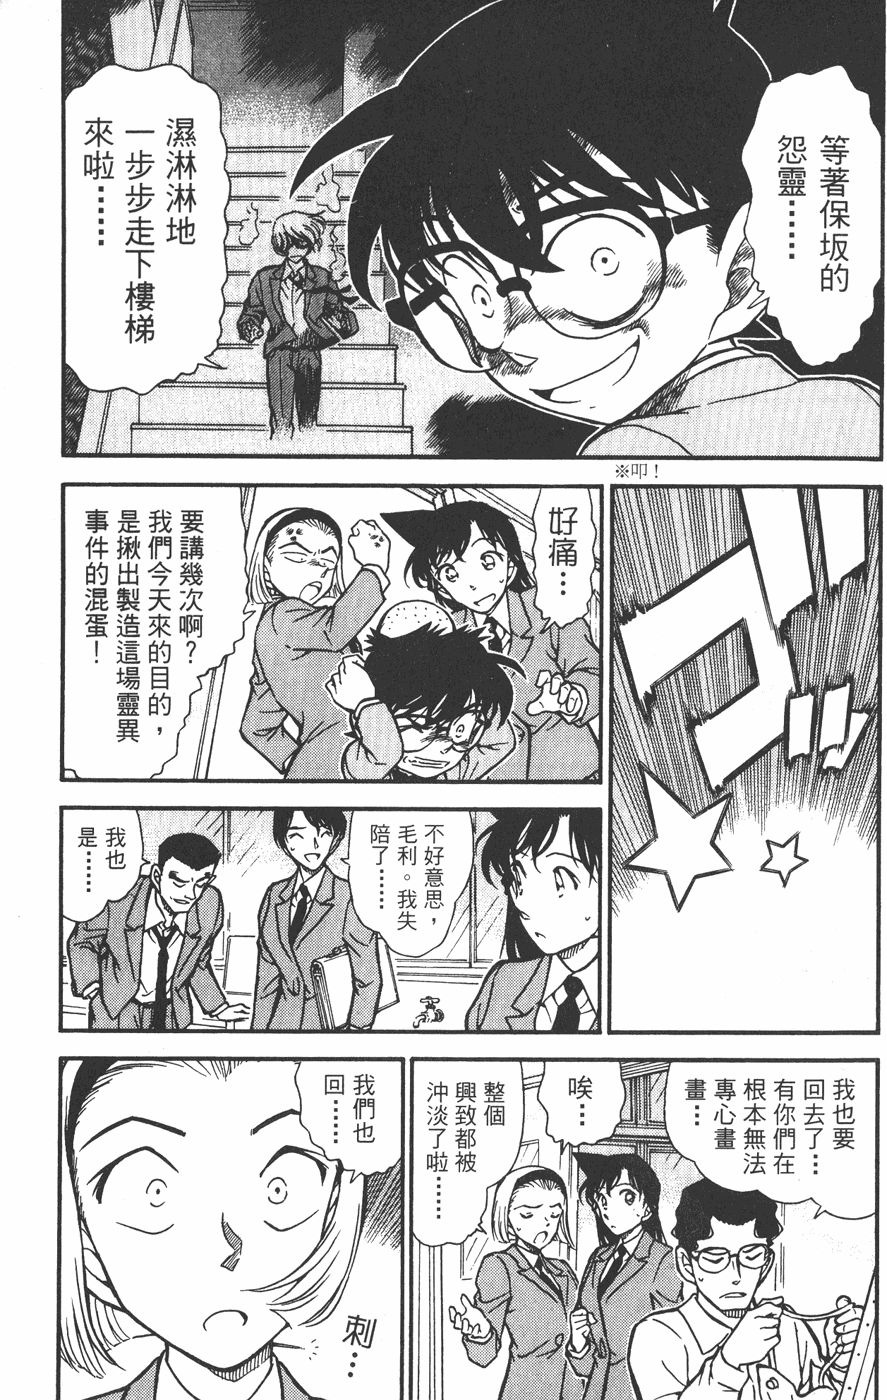 等著保坂的
怨靈……
濕淋淋地
一步步走下樓梯
來啦……
※叩！
好痛…
要講幾次啊？
我們今天來的目的，
是揪出製造這場靈異
事件的混蛋！
不好意思，
毛利。我失
陪了……
我也
是……
我也要
回去了…
有你們在
根本無法
專心畫
畫…
唉…
整個
興致都被
沖淡了啦……
我們也
回……
刺…